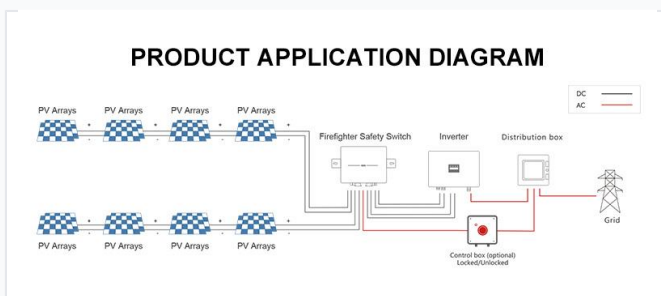 PRODUCT APPLICATION DIAGRAM
DC
AC
PV Arrays PV Arrays PV Arrays PV Arrays
Firefighter Safety Switch Inverter Distribution box
Grid
PV Arrays PV Arrays PV Arrays PV Arrays
Control box (optional)
Locked/Unlocked